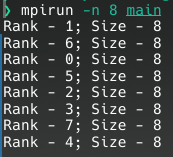 ❯ mpirun -n 8 main
Rank - 1; Size - 8
Rank - 6; Size - 8
Rank - 0; Size - 8
Rank - 5; Size - 8
Rank - 2; Size - 8
Rank - 3; Size - 8
Rank - 7; Size - 8
Rank - 4; Size - 8